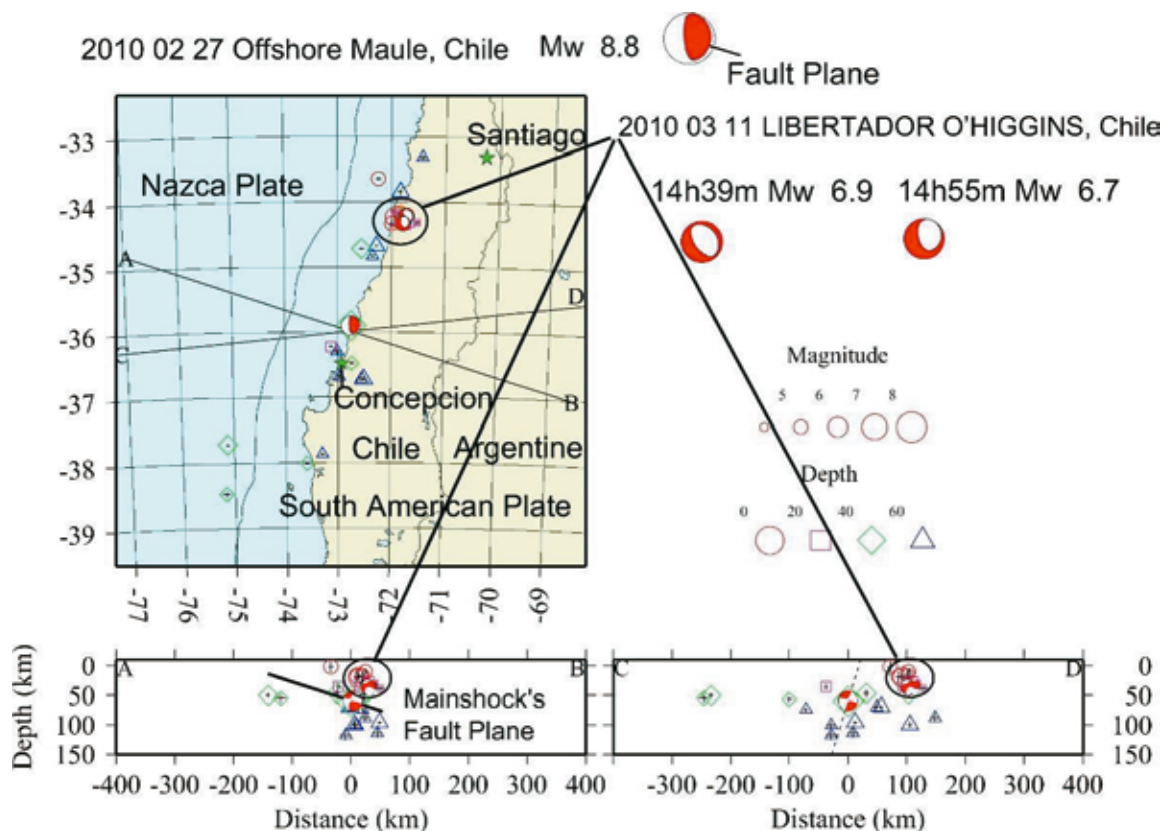 2010 02 27 Offshore Maule, Chile Mw 8.8
Fault Plane
2010 03 11 LIBERTADOR O'HIGGINS, Chile
14h39m Mw 6.9 14h55m Mw 6.7
-33
-34
-35
-36
-37
-38
-39
Santiago
Nazca Plate
A
D
C
B
Concepcion
Chile Argentine
South American Plate
-77 -76 -75 -74 -73 -72 -71 -70 -69
Magnitude
5 6 7 8
Depth
0 20 40 60
Depth (km)
0
50
100
150
A B
Mainshock's
Fault Plane
-400 -300 -200 -100 0 100 200 300 400
Distance (km)
C D
0
50
100
150
-300 -200 -100 0 100 200 300 400
Distance (km)